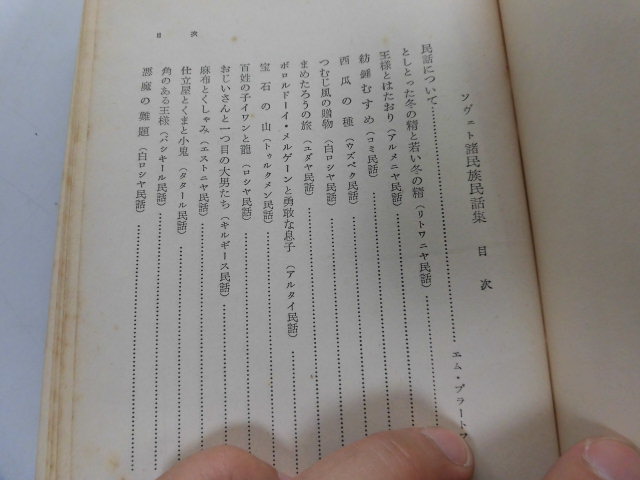 ソヴェト諸民族民話集　目次
民話について……エム・プラートフ
としとった冬の精と若い冬の精（リトワニヤ民話）
王様とはたおり（アルメニヤ民話）
紡錘むすめ（コミ民話）
西瓜の種（ウズベク民話）
つむじ風の贈物（白ロシヤ民話）
まめたろうの旅（ユダヤ民話）
ボロルドーイ・メルゲーンと勇敢な息子（アルタイ民話）
宝石の山（トゥルクメン民話）
百姓の子イワンと龍（ロシヤ民話）
おじいさんと一つ目の大男たち（キルギース民話）
麻布とくしゃみ（エストニヤ民話）
仕立屋とくまと小鬼（タタール民話）
角のある王様（バシキール民話）
悪魔の難題（白ロシヤ民話）
目次